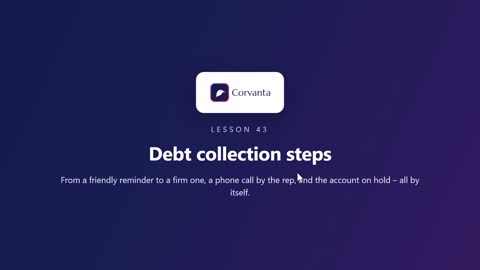 Corvanta
LESSON 43
Debt collection steps
From a friendly reminder to a firm one, a phone call by the rep, and the account on hold – all by
itself.